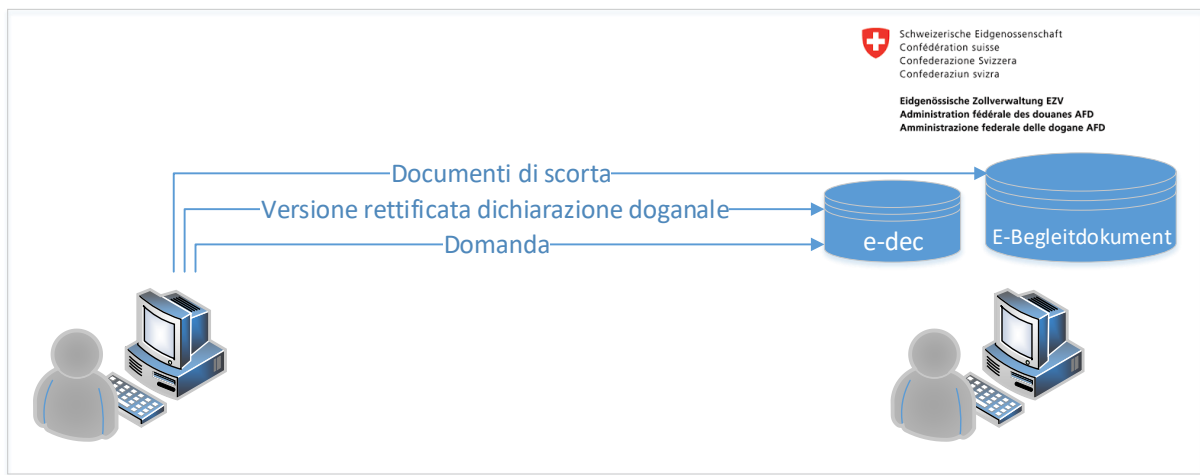 Schweizerische Eidgenossenschaft
Confédération suisse
Confederazione Svizzera
Confederaziun svizra
Eidgenössische Zollverwaltung EZV
Administration fédérale des douanes AFD
Amministrazione federale delle dogane AFD
Documenti di scorta
Versione rettificata dichiarazione doganale
Domanda
e-dec
E-Begleitdokument